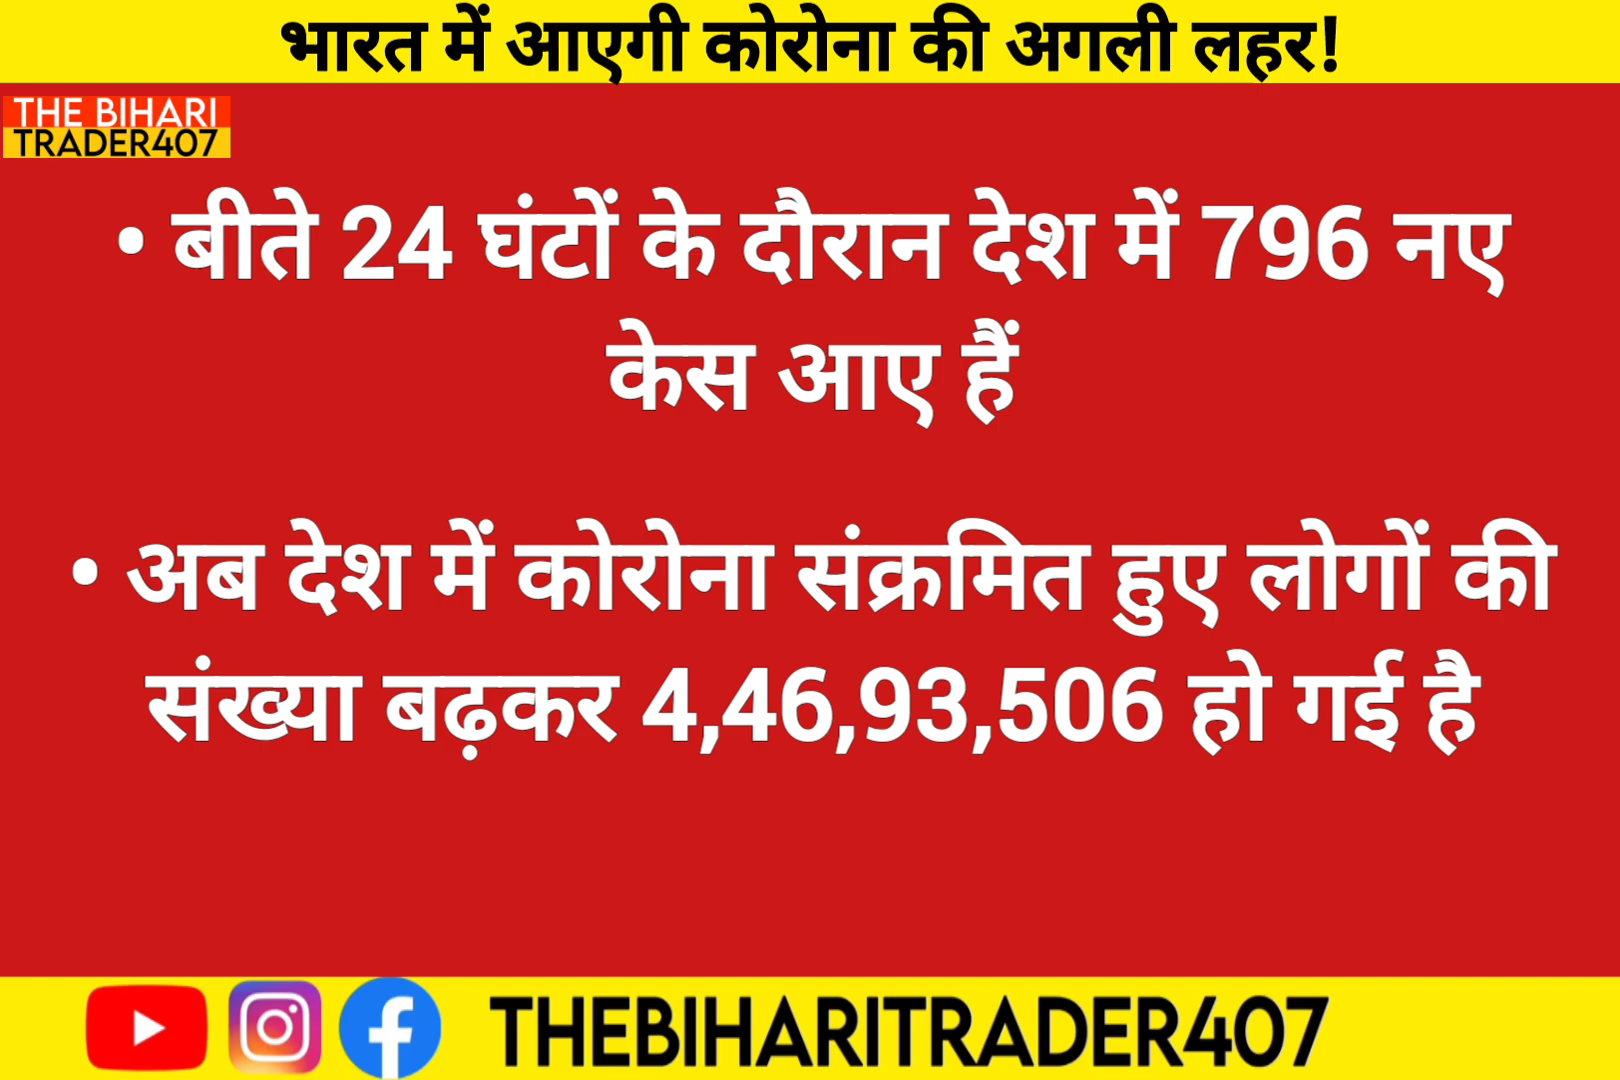 भारत में आएगी कोरोना की अगली लहर!
THE BIHARI
TRADER407
• बीते 24 घंटों के दौरान देश में 796 नए
केस आए हैं
• अब देश में कोरोना संक्रमित हुए लोगों की
संख्या बढ़कर 4,46,93,506 हो गई है
THEBIHARITRADER407